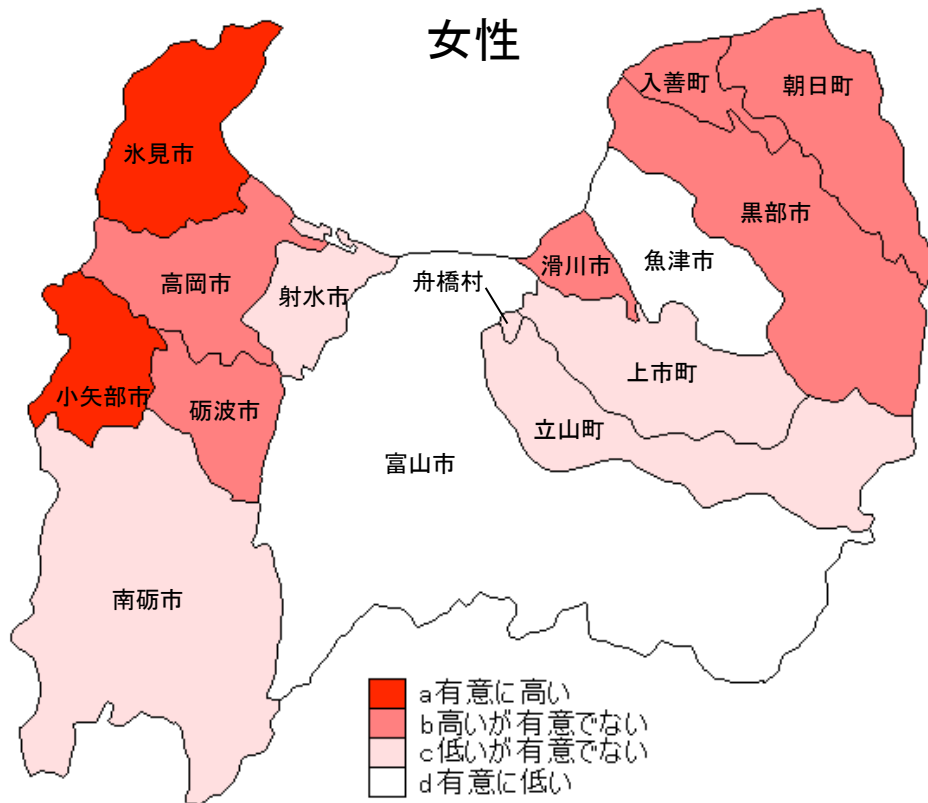 女性
入善町
朝日町
氷見市
黒部市
滑川市
魚津市
高岡市
射水市
舟橋村
上市町
小矢部市
砺波市
立山町
富山市
南砺市
a有意に高い
b高いが有意でない
c低いが有意でない
d有意に低い